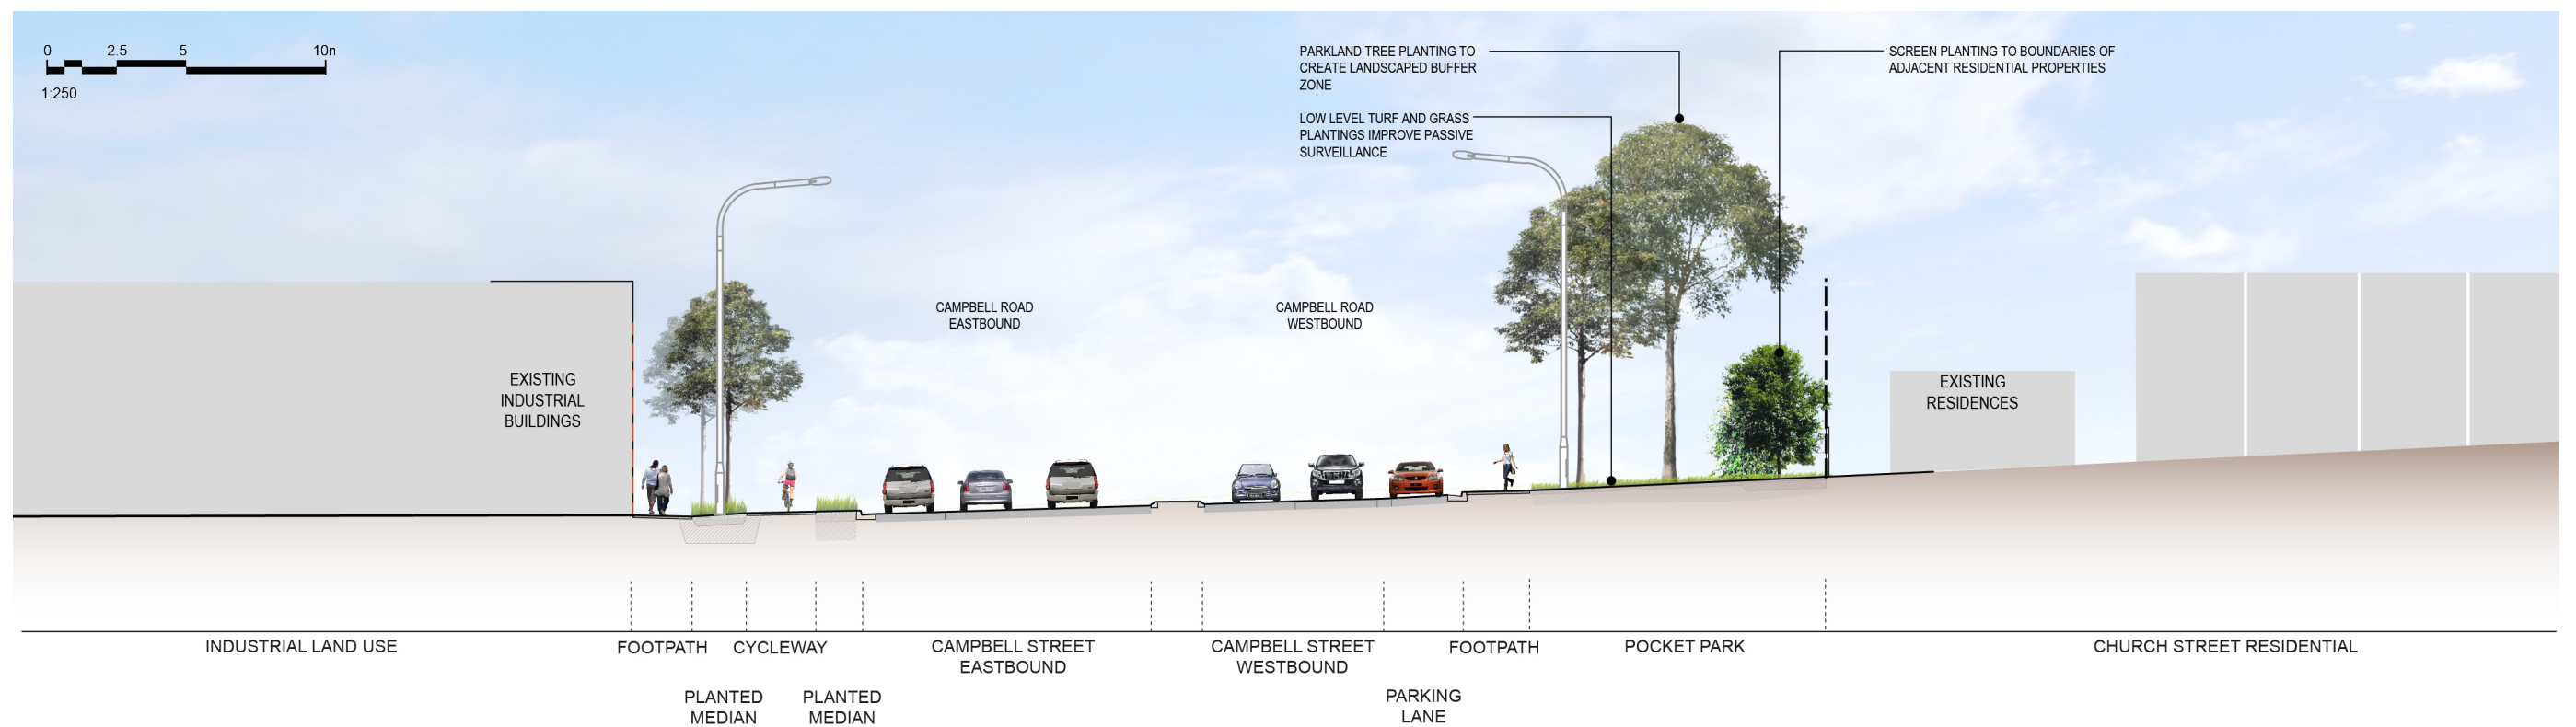 0 2.5 5 10m
1:250
PARKLAND TREE PLANTING TO
CREATE LANDSCAPED BUFFER
ZONE
LOW LEVEL TURF AND GRASS
PLANTINGS IMPROVE PASSIVE
SURVEILLANCE
SCREEN PLANTING TO BOUNDARIES OF
ADJACENT RESIDENTIAL PROPERTIES
CAMPBELL ROAD
EASTBOUND
CAMPBELL ROAD
WESTBOUND
EXISTING
INDUSTRIAL
BUILDINGS
EXISTING
RESIDENCES
INDUSTRIAL LAND USE
FOOTPATH
PLANTED
MEDIAN
CYCLEWAY
PLANTED
MEDIAN
CAMPBELL STREET
EASTBOUND
CAMPBELL STREET
WESTBOUND
PARKING
LANE
FOOTPATH
POCKET PARK
CHURCH STREET RESIDENTIAL